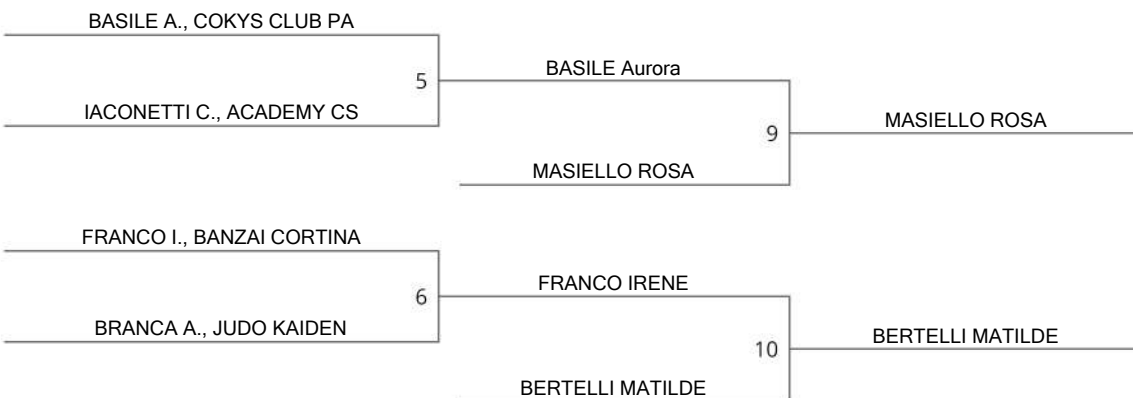 BASILE A., COKYS CLUB PA
5
BASILE Aurora
IACONETTI C., ACADEMY CS
9
MASIELLO ROSA
MASIELLO ROSA
FRANCO I., BANZAI CORTINA
6
FRANCO IRENE
BRANCA A., JUDO KAIDEN
10
BERTELLI MATILDE
BERTELLI MATILDE